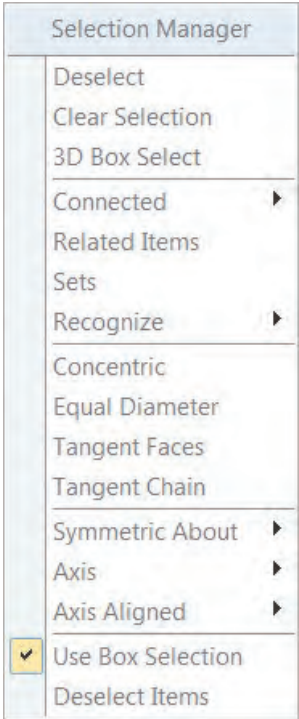 Selection Manager
Deselect
Clear Selection
3D Box Select
Connected
Related Items
Sets
Recognize
Concentric
Equal Diameter
Tangent Faces
Tangent Chain
Symmetric About
Axis
Axis Aligned
Use Box Selection
Deselect Items